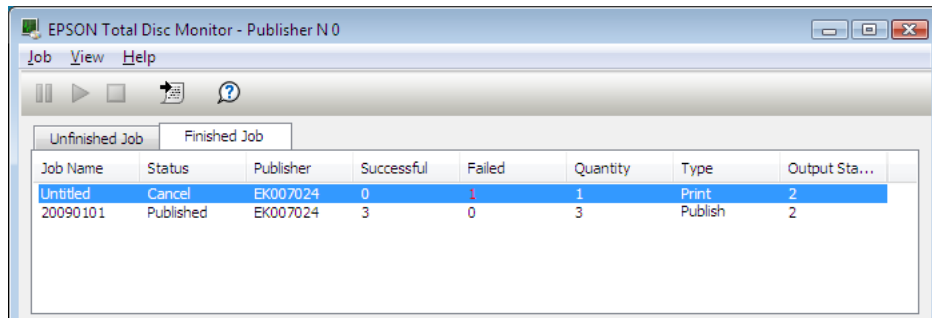 EPSON Total Disc Monitor - Publisher N 0
Job View Help
Unfinished Job Finished Job
Job Name Status Publisher Successful Failed Quantity Type Output Sta...
Untitled Cancel EK007024 0 1 1 Print 2
20090101 Published EK007024 3 0 3 Publish 2